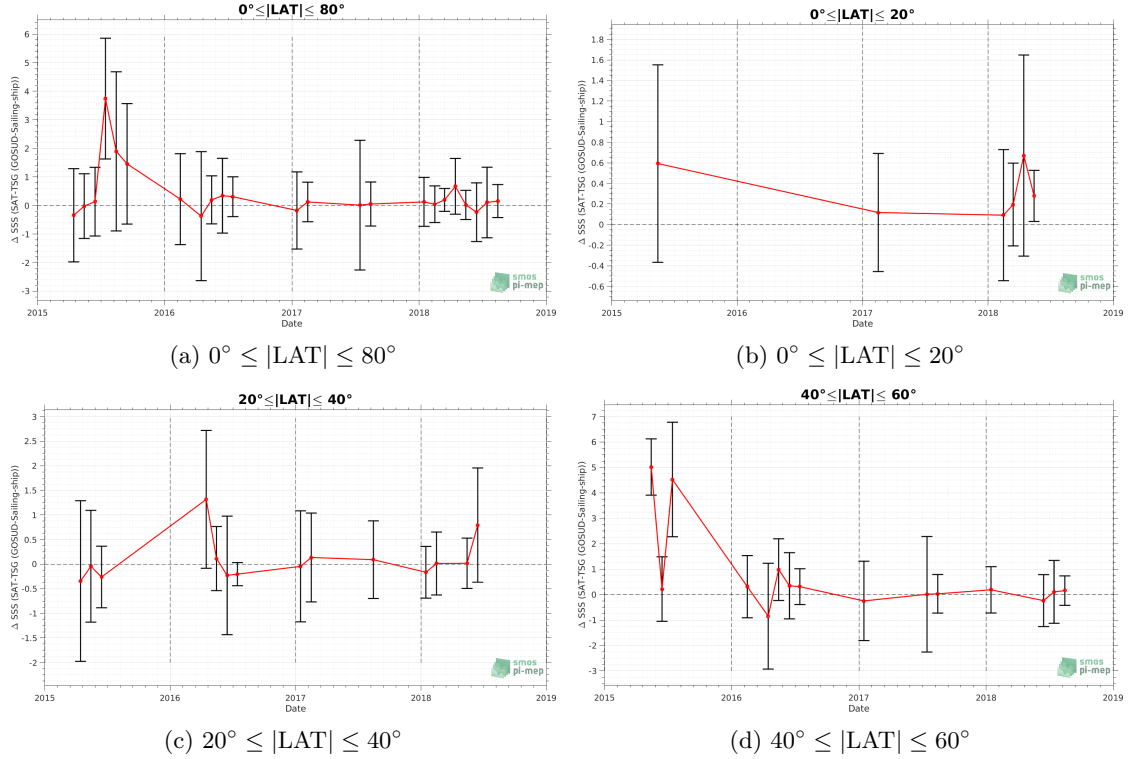 0°≤|LAT|≤ 80°
Δ SSS (SAT-TSG (GOSUD-Sailing-ship))
6
5
4
3
2
1
0
-1
-2
-3
2015
2016
2017
2018
2019
Date
smos
pi-mep
(a) 0° ≤ |LAT| ≤ 80°
0°≤|LAT|≤ 20°
Δ SSS (SAT-TSG (GOSUD-Sailing-ship))
1.8
1.6
1.4
1.2
1
0.8
0.6
0.4
0.2
0
-0.2
-0.4
-0.6
2015
2016
2017
2018
2019
Date
smos
pi-mep
(b) 0° ≤ |LAT| ≤ 20°
20°≤|LAT|≤ 40°
Δ SSS (SAT-TSG (GOSUD-Sailing-ship))
3
2.5
2
1.5
1
0.5
0
-0.5
-1
-1.5
-2
2015
2016
2017
2018
2019
Date
smos
pi-mep
(c) 20° ≤ |LAT| ≤ 40°
40°≤|LAT|≤ 60°
Δ SSS (SAT-TSG (GOSUD-Sailing-ship))
7
6
5
4
3
2
1
0
-1
-2
-3
2015
2016
2017
2018
2019
Date
smos
pi-mep
(d) 40° ≤ |LAT| ≤ 60°